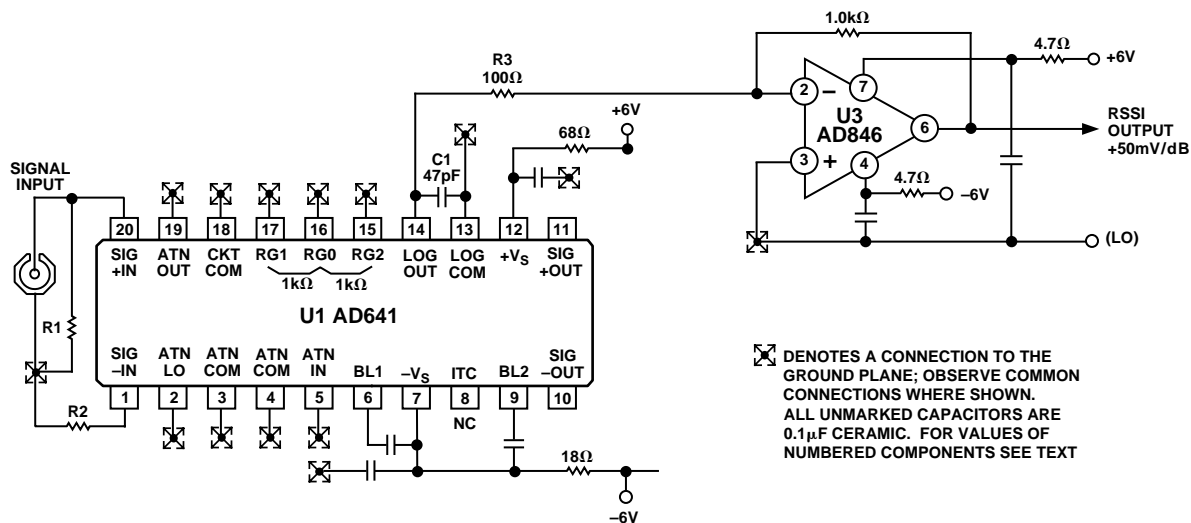 1.0kΩ
R3
100Ω
4.7Ω
+6V
7
2
–
U3
AD846
6
RSSI
OUTPUT
+50mV/dB
3
+
4
4.7Ω
–6V
(LO)
+6V
68Ω
C1
47pF
SIGNAL
INPUT
20 19 18 17 16 15 14 13 12 11
SIG ATN CKT RG1 RG0 RG2 LOG LOG +VS SIG
+IN OUT COM OUT COM +OUT
1kΩ 1kΩ
U1 AD641
R1
SIG ATN ATN ATN ATN BL1 –VS ITC BL2 SIG
–IN LO COM COM IN –OUT
1 2 3 4 5 6 7 8 9 10
NC
R2
18Ω
–6V
DENOTES A CONNECTION TO THE
GROUND PLANE; OBSERVE COMMON
CONNECTIONS WHERE SHOWN.
ALL UNMARKED CAPACITORS ARE
0.1μF CERAMIC. FOR VALUES OF
NUMBERED COMPONENTS SEE TEXT